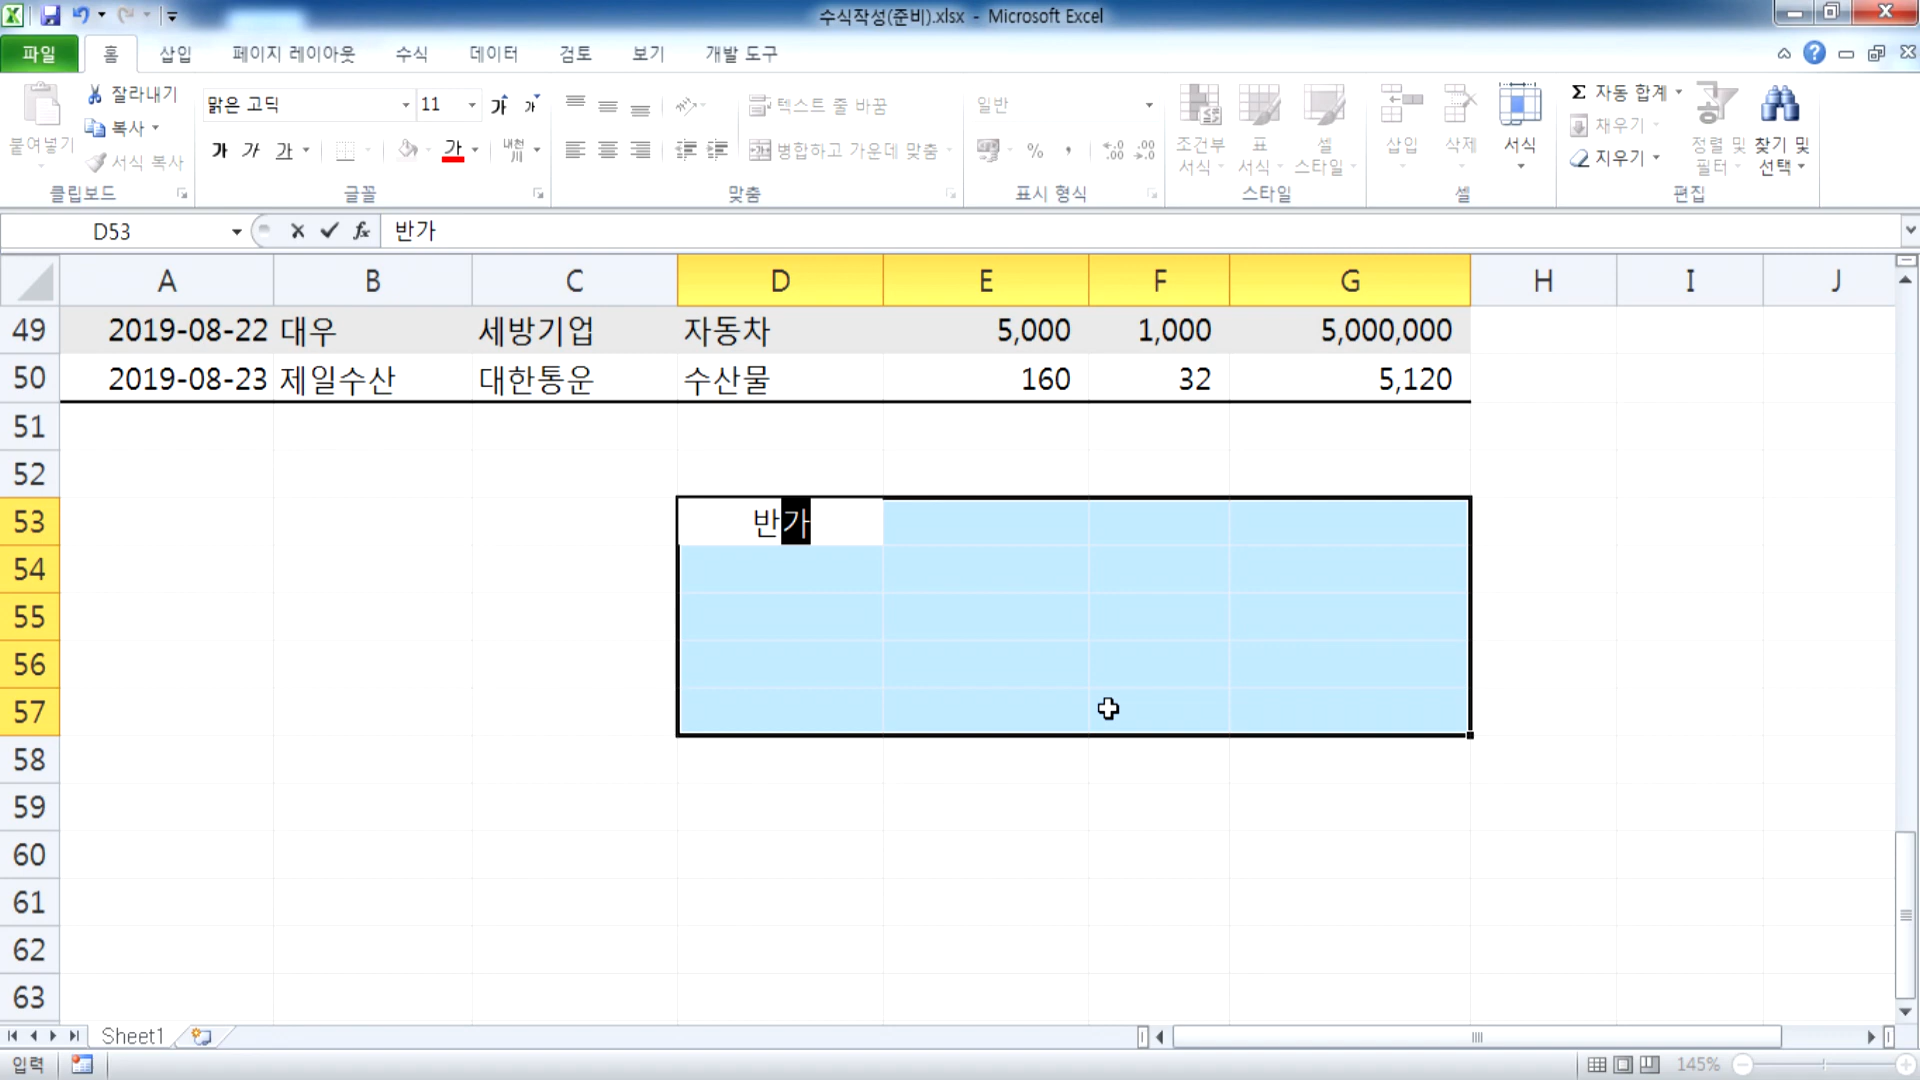 수식작성(준비).xlsx - Microsoft Excel
파일 홈 삽입 페이지 레이아웃 수식 데이터 검토 보기 개발 도구
붙여넣기 잘라내기 복사 서식 복사 클립보드
맑은 고딕 11 가 가 가 가 가 가 내천 川 글꼴
텍스트 줄 바꿈 병합하고 가운데 맞춤 맞춤
일반 % , .00 .00 표시 형식
조건부 서식 표 서식 셀 스타일 스타일
삽입 삭제 서식 셀
Σ 자동 합계 채우기 지우기 정렬 및 필터 찾기 및 선택 편집
D53 fx 반가
A B C D E F G H I J
49 2019-08-22 대우 세방기업 자동차 5,000 1,000 5,000,000
50 2019-08-23 제일수산 대한통운 수산물 160 32 5,120
51
52
53 반가
54
55
56
57
58
59
60
61
62
63
Sheet1
입력 145%